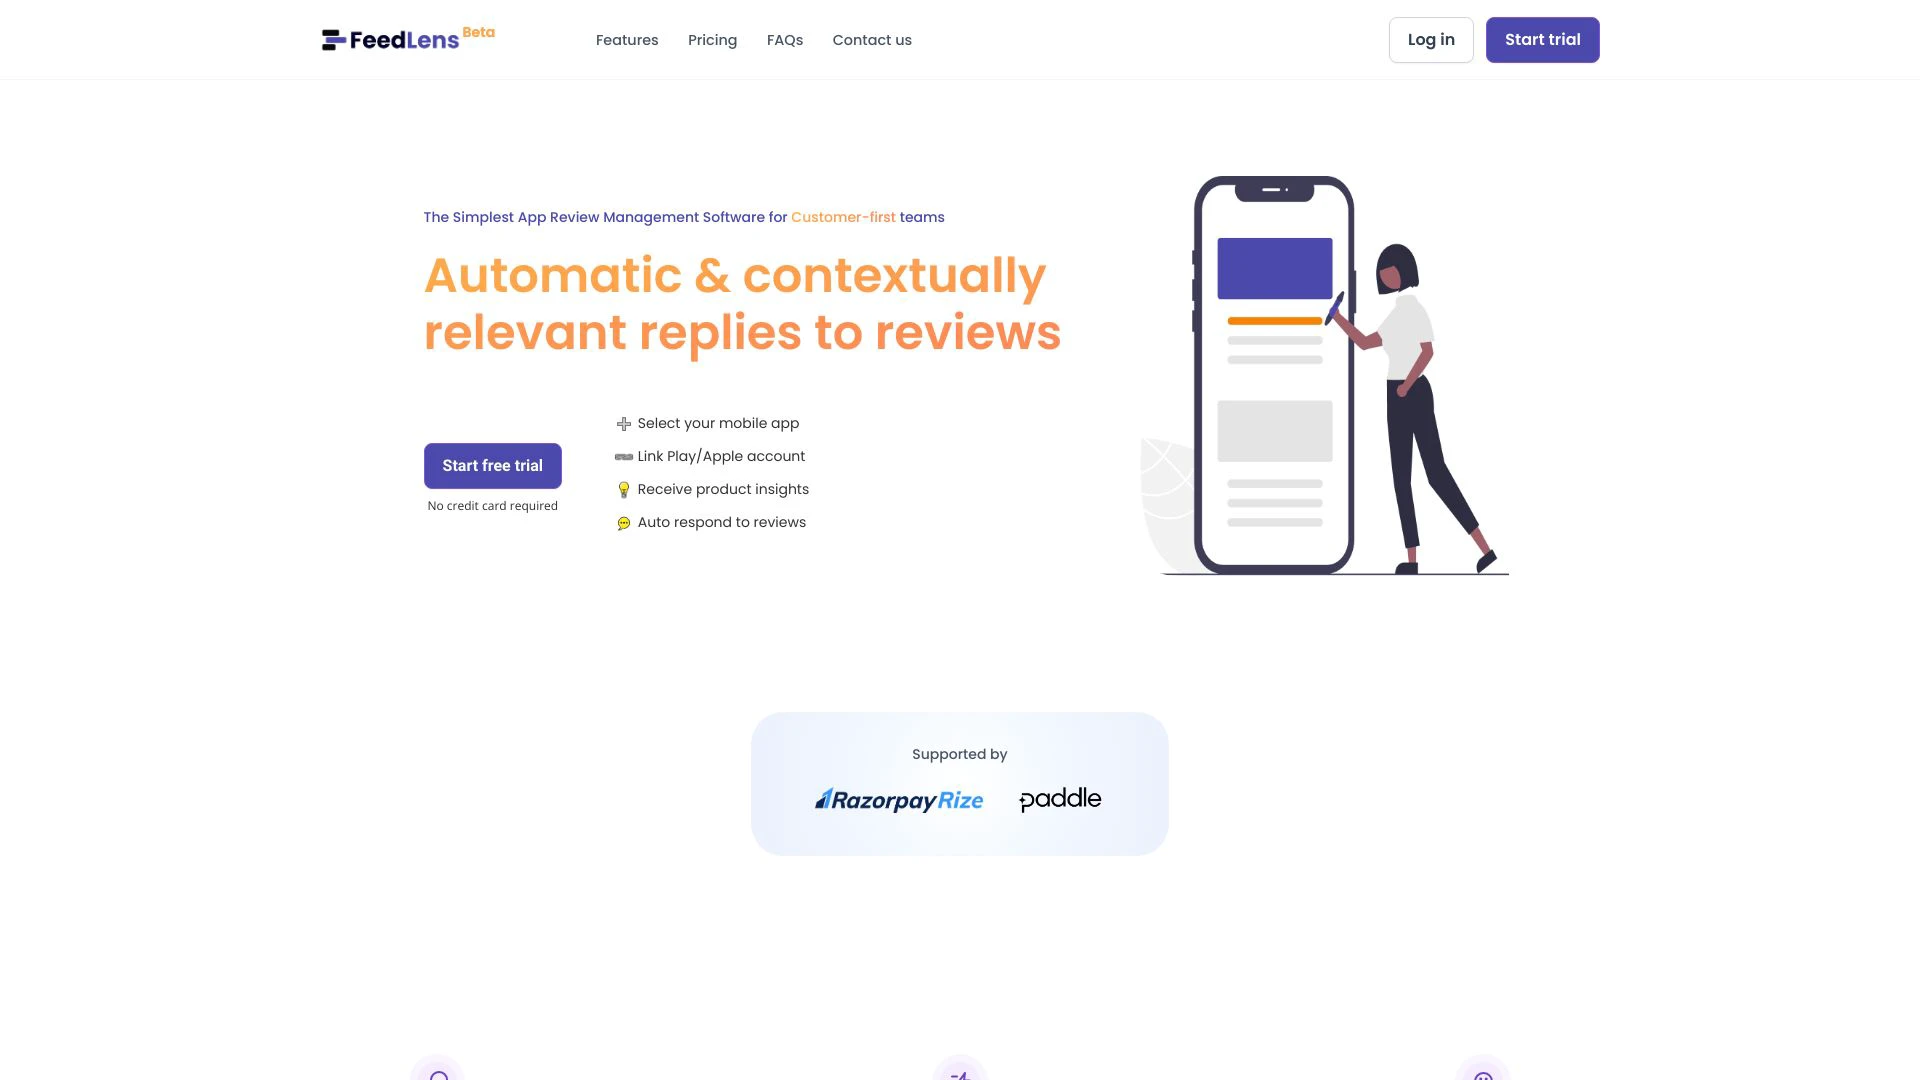 FeedLens Beta
Features Pricing FAQs Contact us
Log in
Start trial
The Simplest App Review Management Software for Customer-first teams
Automatic & contextually
relevant replies to reviews
Start free trial
No credit card required
Select your mobile app
Link Play/Apple account
Receive product insights
Auto respond to reviews
Supported by
Razorpay Rize
paddle